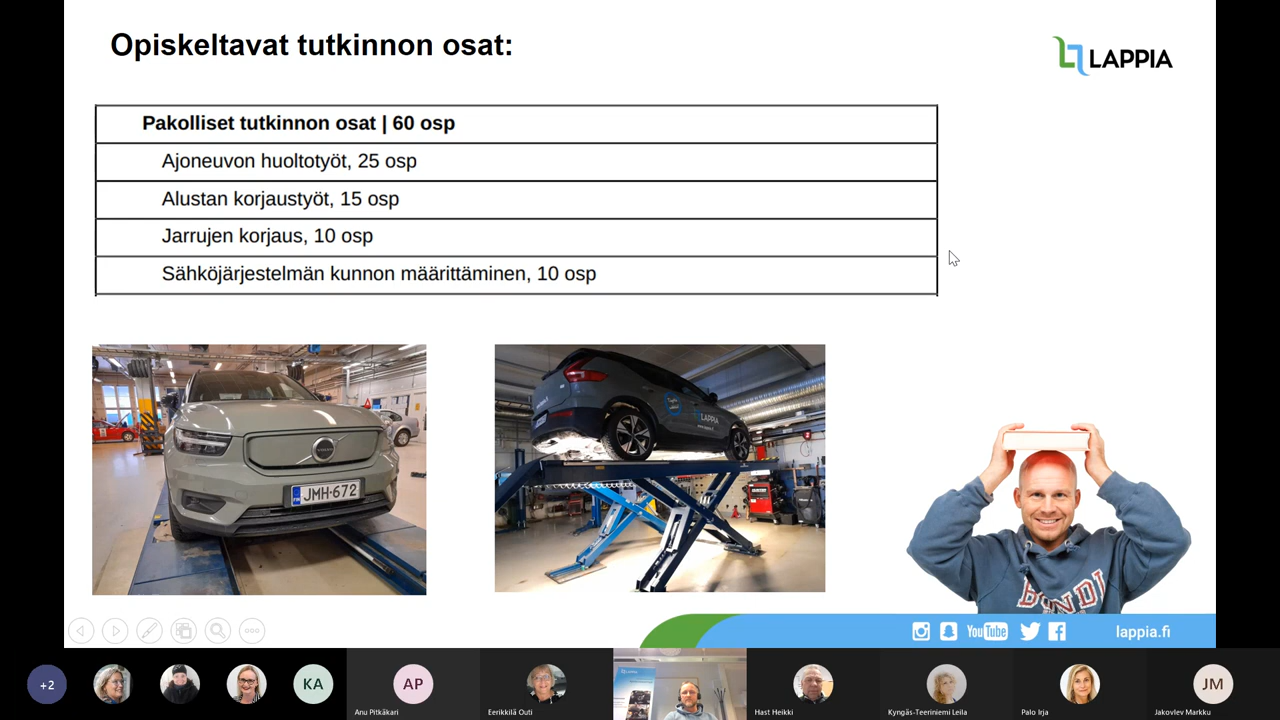 Opiskeltavat tutkinnon osat:
LAPPIA
Pakolliset tutkinnon osat | 60 osp
Ajoneuvon huoltotyöt, 25 osp
Alustan korjaustyöt, 15 osp
Jarrujen korjaus, 10 osp
Sähköjärjestelmän kunnon määrittäminen, 10 osp
JMH-672
LAPPIA
BONDI
YouTube
lappia.fi
+2
KA
AP
JM
Anu Pitkäkari
Eerikkilä Outi
Hast Heikki
Kyngäs-Teeriniemi Leila
Palo Irja
Jakovlev Markku